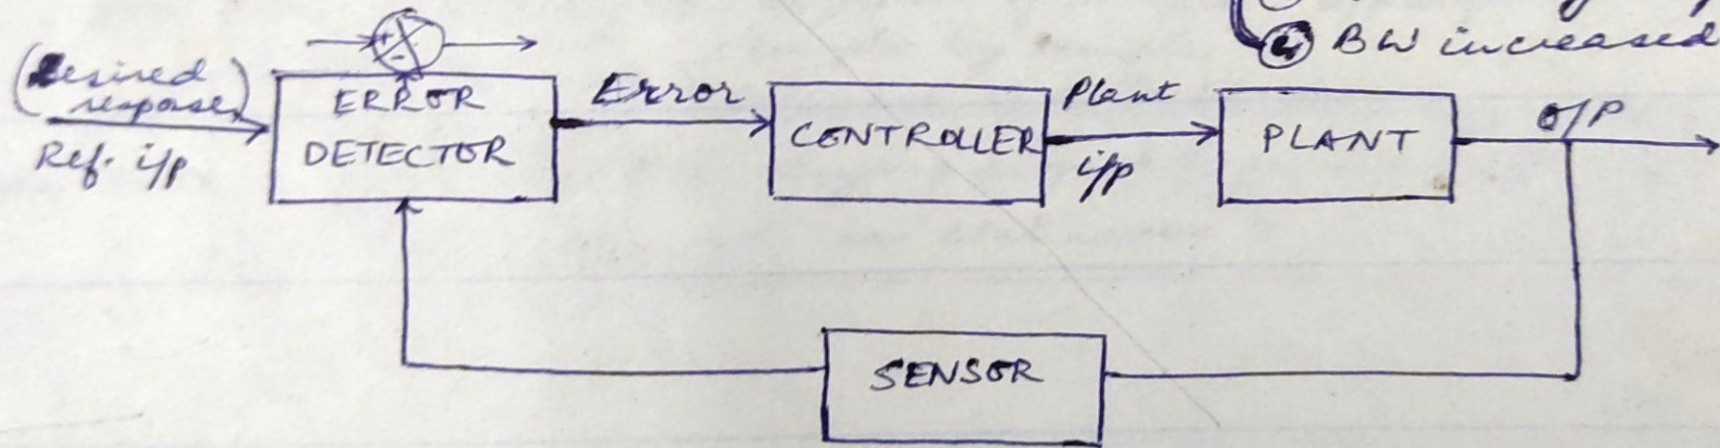 ④ BW increased
(Desired
response)
Ref. i/p
+
-
ERROR
DETECTOR
Error
CONTROLLER
Plant
i/p
PLANT
O/P
SENSOR